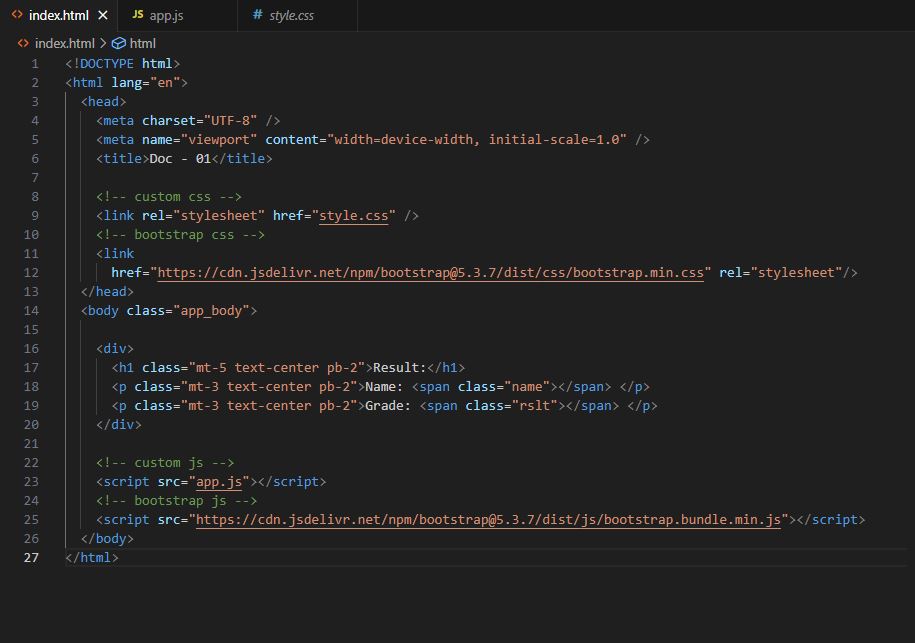 <> index.html × JS app.js # style.css
<> index.html > html
1 <!DOCTYPE html>
2 <html lang="en">
3 <head>
4 <meta charset="UTF-8" />
5 <meta name="viewport" content="width=device-width, initial-scale=1.0" />
6 <title>Doc - 01</title>
7
8 <!-- custom css -->
9 <link rel="stylesheet" href="style.css" />
10 <!-- bootstrap css -->
11 <link
12 href="https://cdn.jsdelivr.net/npm/bootstrap@5.3.7/dist/css/bootstrap.min.css" rel="stylesheet"/>
13 </head>
14 <body class="app_body">
15
16 <div>
17 <h1 class="mt-5 text-center pb-2">Result:</h1>
18 <p class="mt-3 text-center pb-2">Name: <span class="name"></span> </p>
19 <p class="mt-3 text-center pb-2">Grade: <span class="rslt"></span> </p>
20 </div>
21
22 <!-- custom js -->
23 <script src="app.js"></script>
24 <!-- bootstrap js -->
25 <script src="https://cdn.jsdelivr.net/npm/bootstrap@5.3.7/dist/js/bootstrap.bundle.min.js"></script>
26 </body>
27 </html>